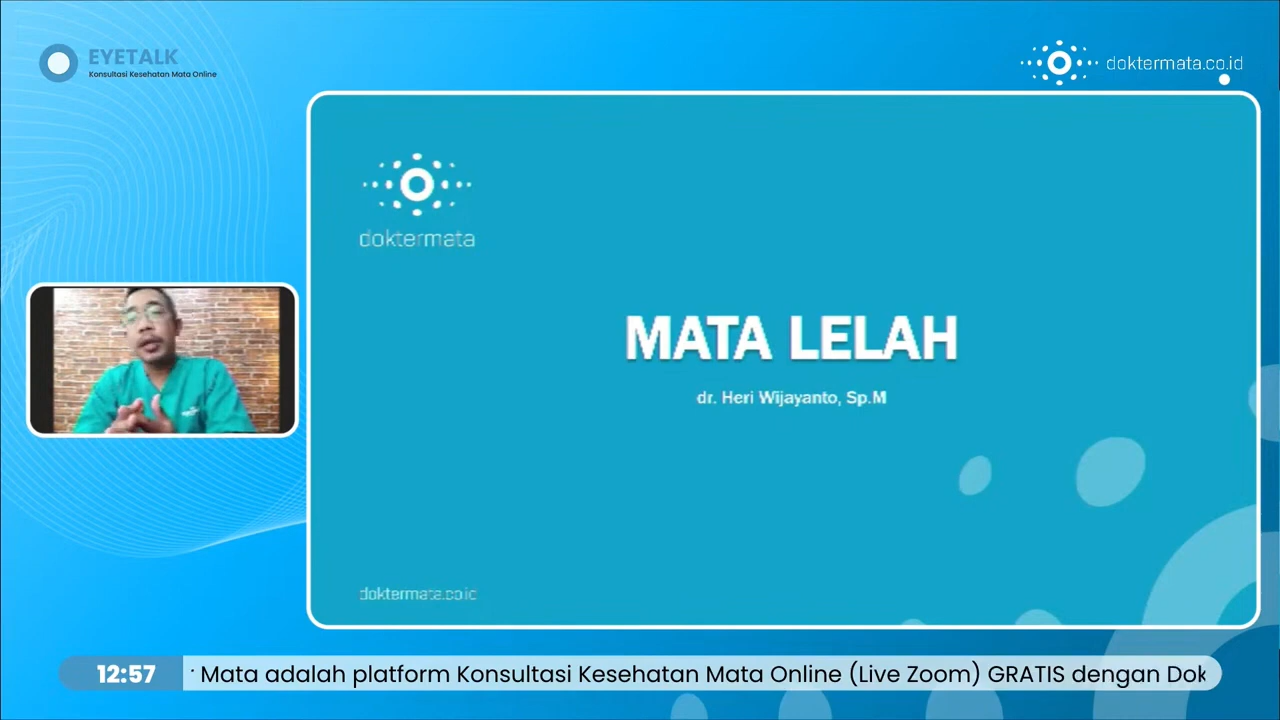 EYETALK
Konsultasi Kesehatan Mata Online
doktermata.co.id
doktermata
MATA LELAH
dr. Heri Wijayanto, Sp.M
doktermata.co.id
12:57
Mata adalah platform Konsultasi Kesehatan Mata Online (Live Zoom) GRATIS dengan Dok